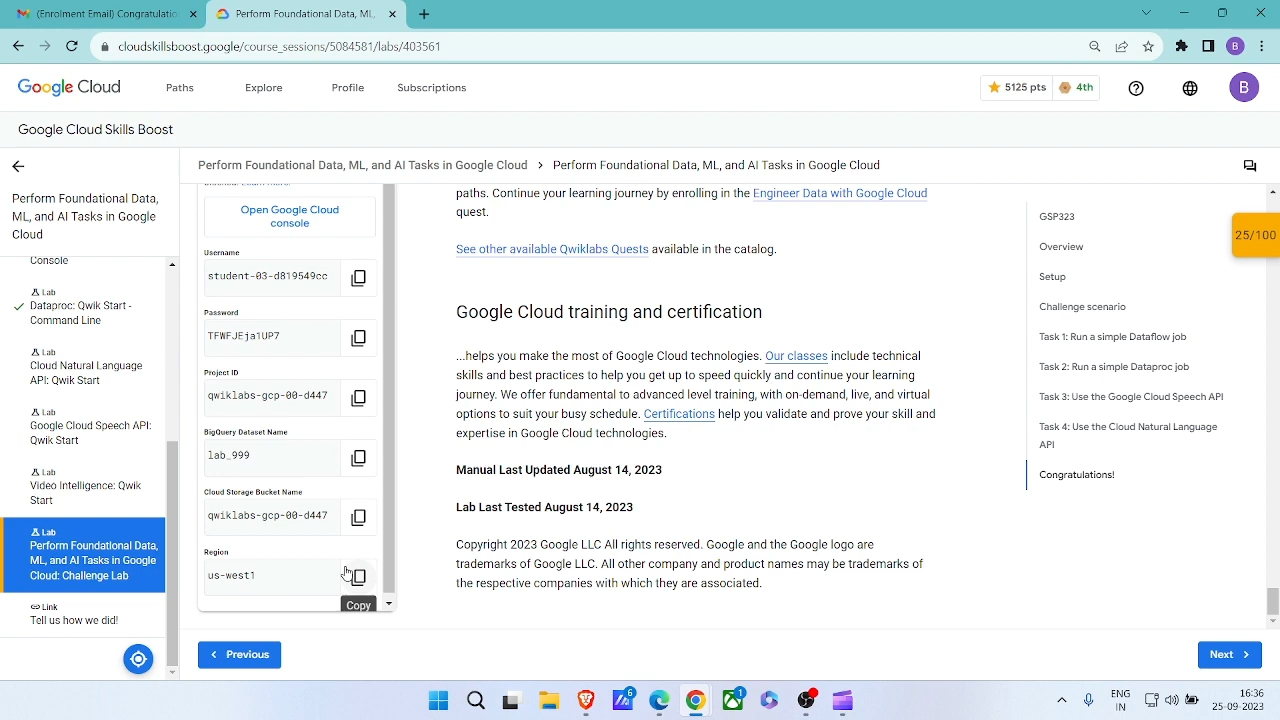 (Enrolment Email) Congratulatic
Perform Foundational Data, ML,
cloudskillsboost.google/course_sessions/5084581/labs/403561
B
Google Cloud
Paths
Explore
Profile
Subscriptions
5125 pts
4th
B
Google Cloud Skills Boost
Perform Foundational Data, ML, and AI Tasks in Google Cloud
Perform Foundational Data, ML, and AI Tasks in Google Cloud
Perform Foundational Data,
ML, and AI Tasks in Google
Cloud
Console
Lab
Dataproc: Qwik Start -
Command Line
Lab
Cloud Natural Language
API: Qwik Start
Lab
Google Cloud Speech API:
Qwik Start
Lab
Video Intelligence: Qwik
Start
Lab
Perform Foundational Data,
ML, and AI Tasks in Google
Cloud: Challenge Lab
Link
Tell us how we did!
Open Google Cloud
console
Username
student-03-d819549cc
Password
TFWFJEja1UP7
Project ID
qwiklabs-gcp-00-d447
BigQuery Dataset Name
lab_999
Cloud Storage Bucket Name
qwiklabs-gcp-00-d447
Region
us-west1
Copy
paths. Continue your learning journey by enrolling in the Engineer Data with Google Cloud
quest.
See other available Qwiklabs Quests available in the catalog.
Google Cloud training and certification
...helps you make the most of Google Cloud technologies. Our classes include technical
skills and best practices to help you get up to speed quickly and continue your learning
journey. We offer fundamental to advanced level training, with on-demand, live, and virtual
options to suit your busy schedule. Certifications help you validate and prove your skill and
expertise in Google Cloud technologies.
Manual Last Updated August 14, 2023
Lab Last Tested August 14, 2023
Copyright 2023 Google LLC All rights reserved. Google and the Google logo are
trademarks of Google LLC. All other company and product names may be trademarks of
the respective companies with which they are associated.
GSP323
Overview
Setup
Challenge scenario
Task 1: Run a simple Dataflow job
Task 2: Run a simple Dataproc job
Task 3: Use the Google Cloud Speech API
Task 4: Use the Cloud Natural Language
API
Congratulations!
25/100
Previous
Next
6
1
ENG
IN
16:36
25-09-2023